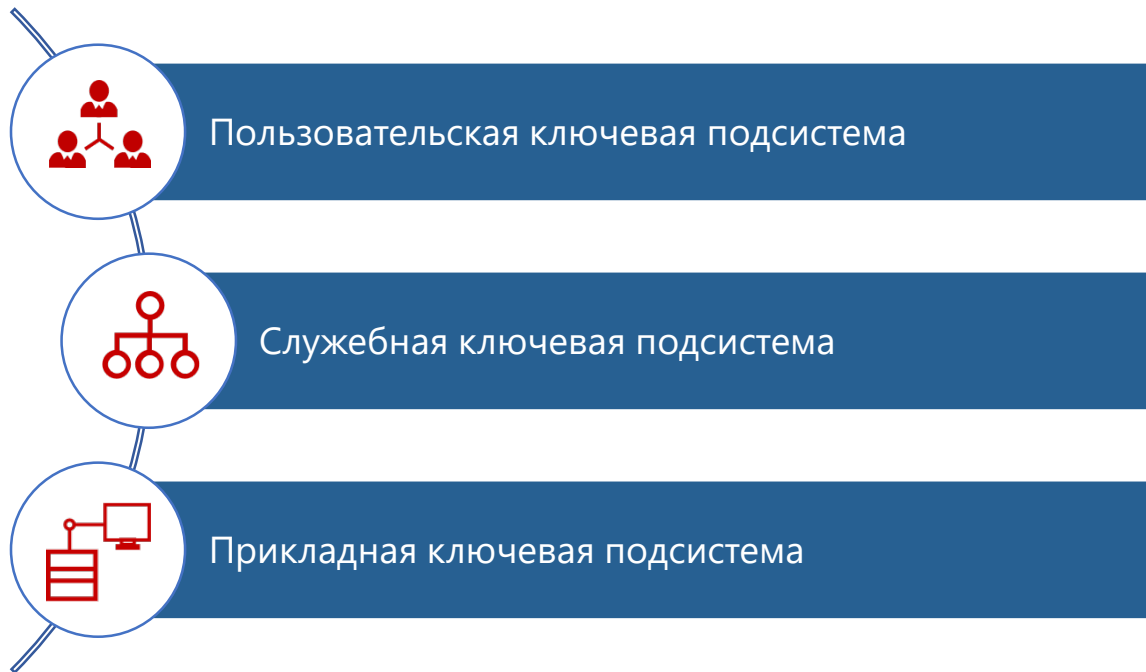 Пользовательская ключевая подсистема
Служебная ключевая подсистема
Прикладная ключевая подсистема